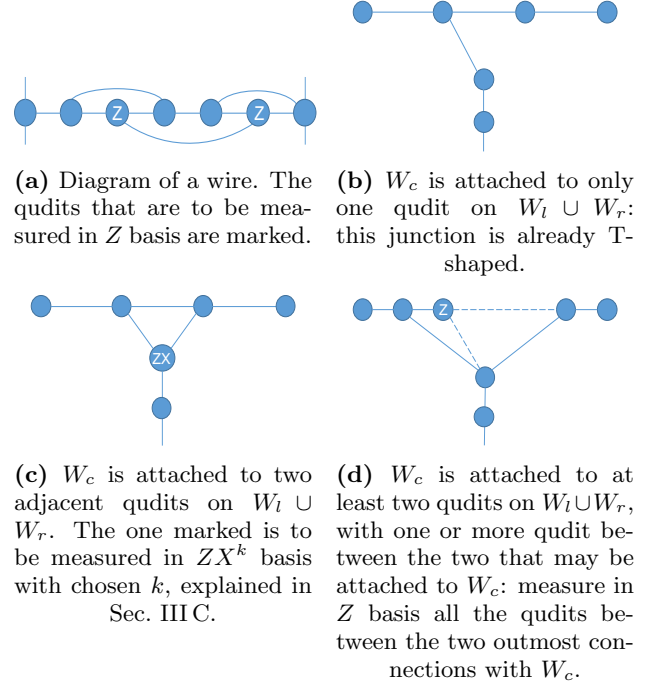 Z
Z
(a) Diagram of a wire. The
qudits that are to be mea-
sured in Z basis are marked.
(b) W_c is attached to only
one qudit on W_l ∪ W_r:
this junction is already T-
shaped.
ZX
Z
(c) W_c is attached to two
adjacent qudits on W_l ∪
W_r. The one marked is to
be measured in ZX^k basis
with chosen k, explained in
Sec. III C.
(d) W_c is attached to at
least two qudits on W_l∪W_r,
with one or more qudit be-
tween the two that may be
attached to W_c: measure in
Z basis all the qudits be-
tween the two outmost con-
nections with W_c.